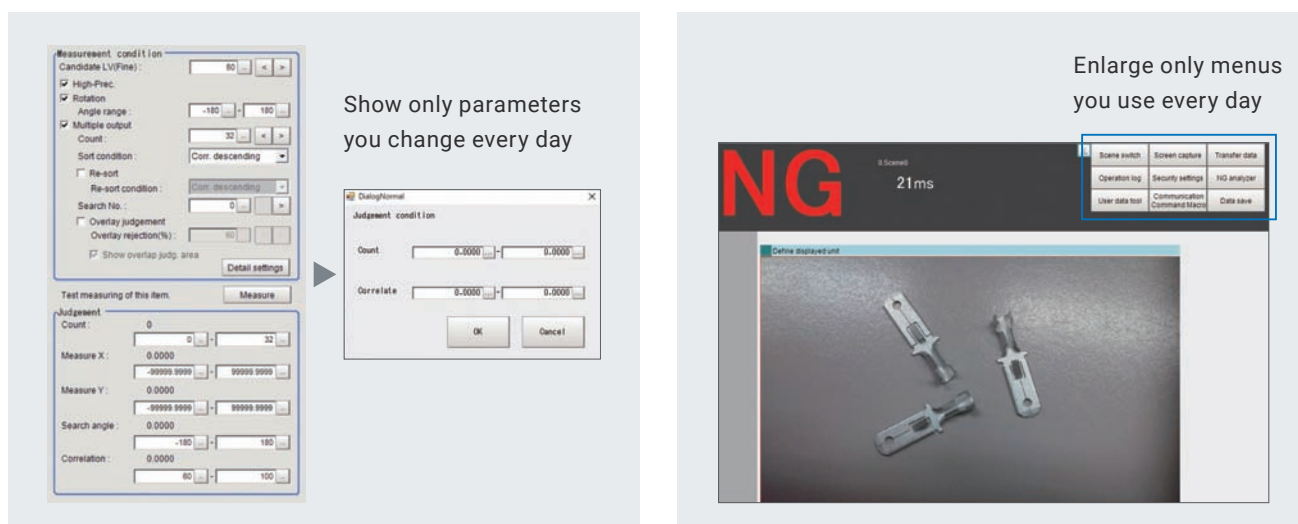 Measurement condition
Candidate LV(Fine) : 60 ... < >
High-Prec.
Rotation
Angle range : -180 ... - 180 ...
Multiple output
Count : 32 ... < >
Sort condition : Corr. descending
Re-sort
Re-sort condition : Corr. descending
Search No. : 0 ... >
Overlay judgement
Overlay rejection(%) : 60
Show overlap judg. area
Detail settings
Test measuring of this item. Measure
Judgement
Count : 0
0 ... - 32 ...
Measure X : 0.0000
-99999.9999 ... - 99999.9999 ...
Measure Y : 0.0000
-99999.9999 ... - 99999.9999 ...
Search angle : 0.0000
-180 ... - 180 ...
Correlation : 0.0000
60 ... - 100 ...
Show only parameters
you change every day
DialogNormal
Judgement condition
Count 0.0000 ... - 0.0000 ...
Correlate 0.0000 ... - 0.0000 ...
OK Cancel
Enlarge only menus
you use every day
NG
0.Scene0
21ms
Scene switch Screen capture Transfer data
Operation log Security settings NG analyzer
User data tool Communication Command Macro Data save
Define displayed unit